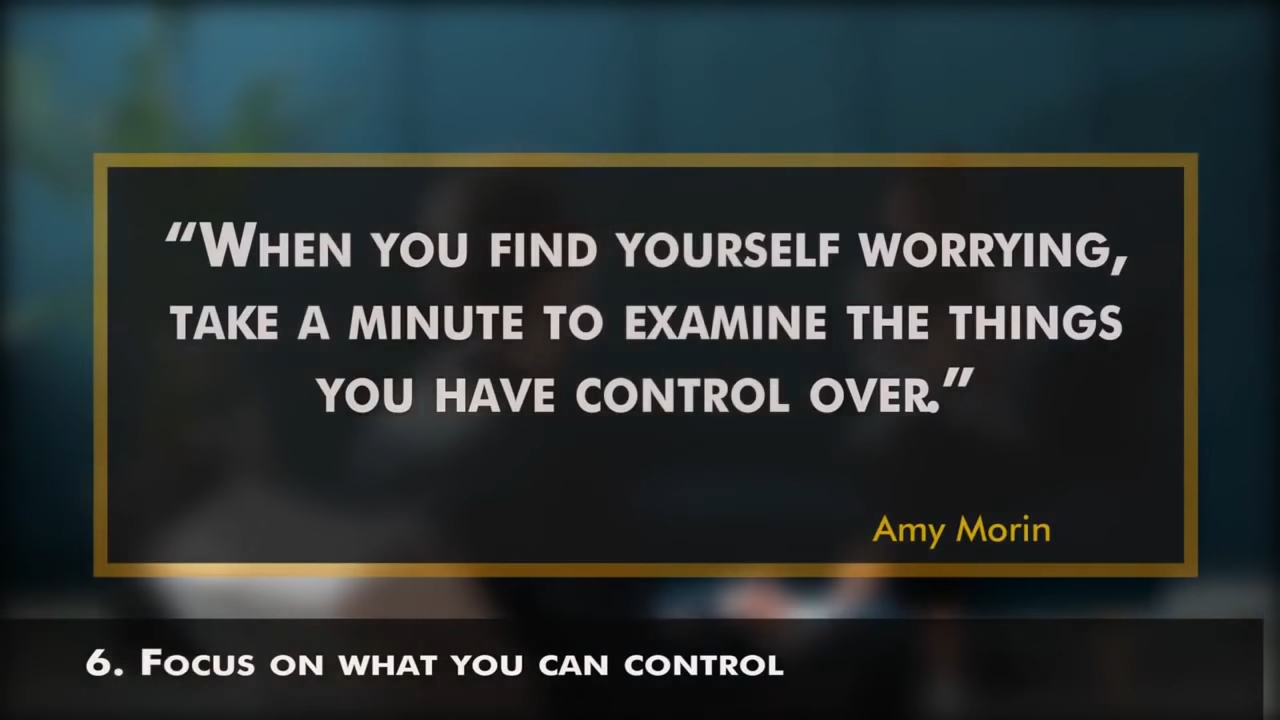 “When you find yourself worrying,
take a minute to examine the things
you have control over.”
Amy Morin
6. Focus on what you can control